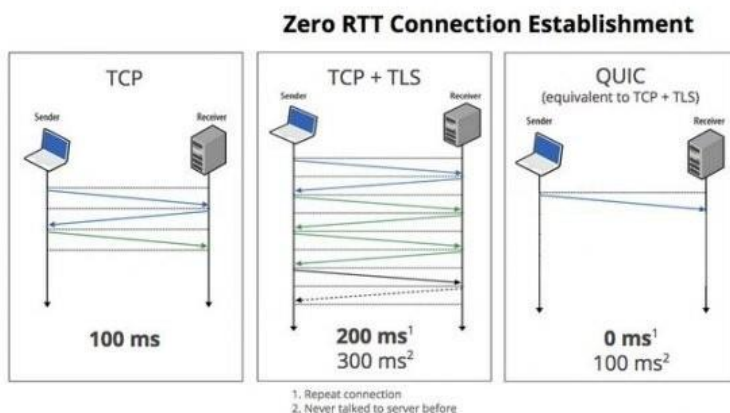 Zero RTT Connection Establishment
TCP
Sender
Receiver
100 ms
TCP + TLS
Sender
Receiver
200 ms¹
300 ms²
QUIC
(equivalent to TCP + TLS)
Sender
Receiver
0 ms¹
100 ms²
1. Repeat connection
2. Never talked to server before